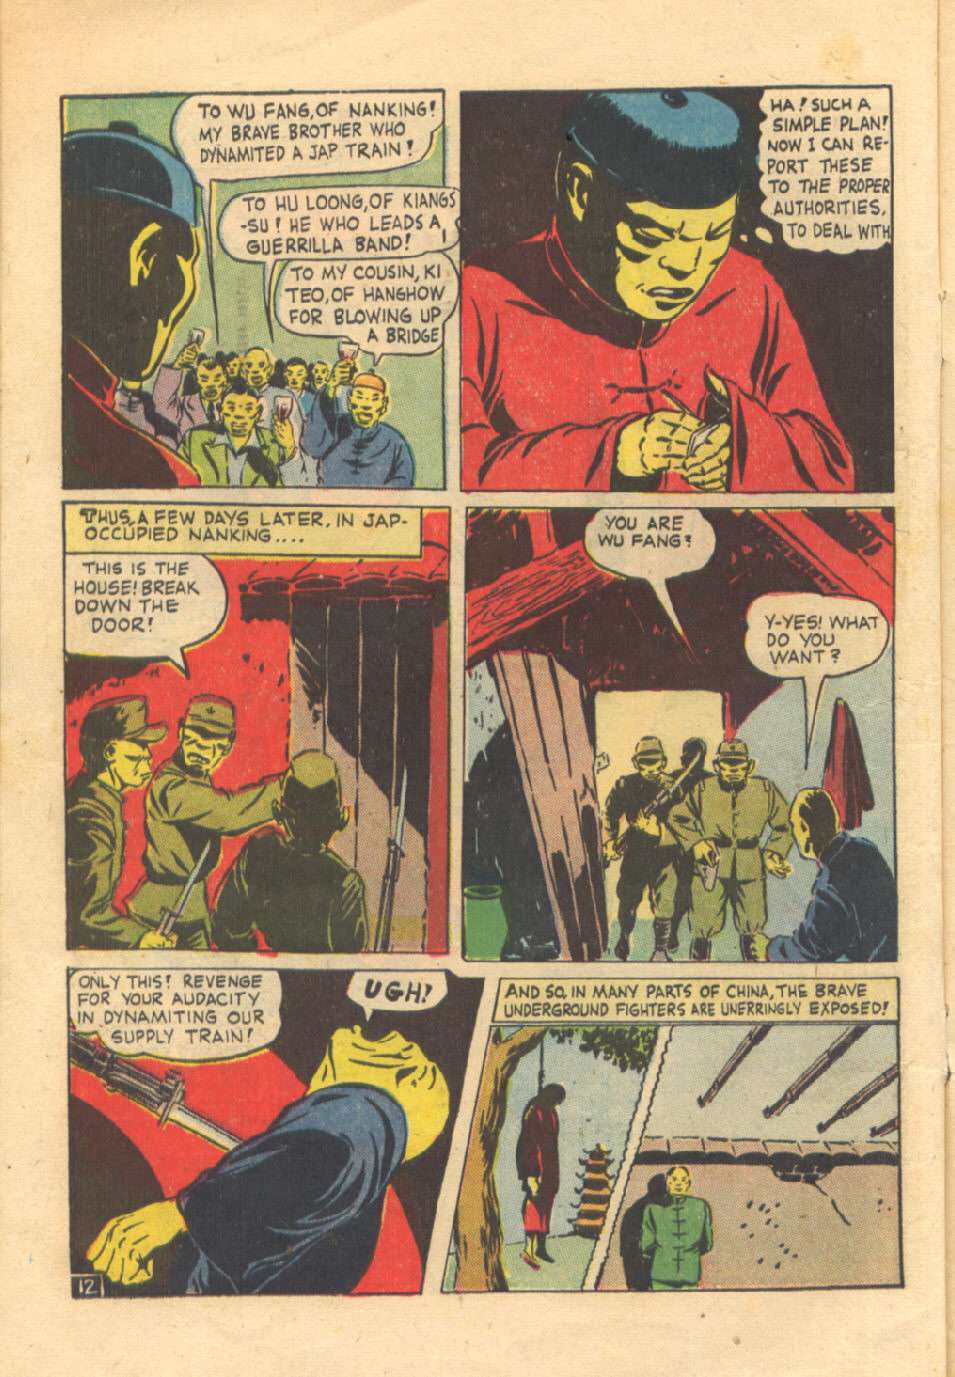 TO WU FANG, OF NANKING!
MY BRAVE BROTHER WHO
DYNAMITED A JAP TRAIN!
TO HU LOONG, OF KIANGS
-SU! HE WHO LEADS A
GUERRILLA BAND!
TO MY COUSIN, KI
TEO, OF HANGHOW
FOR BLOWING UP
A BRIDGE
HA! SUCH A
SIMPLE PLAN!
NOW I CAN RE-
PORT THESE
TO THE PROPER
AUTHORITIES,
TO DEAL WITH
THUS, A FEW DAYS LATER, IN JAP-
OCCUPIED NANKING....
THIS IS THE
HOUSE! BREAK
DOWN THE
DOOR!
YOU ARE
WU FANG?
Y-YES! WHAT
DO YOU
WANT?
ONLY THIS! REVENGE
FOR YOUR AUDACITY
IN DYNAMITING OUR
SUPPLY TRAIN!
UGH!
AND SO, IN MANY PARTS OF CHINA, THE BRAVE
UNDERGROUND FIGHTERS ARE UNERRINGLY EXPOSED!
12